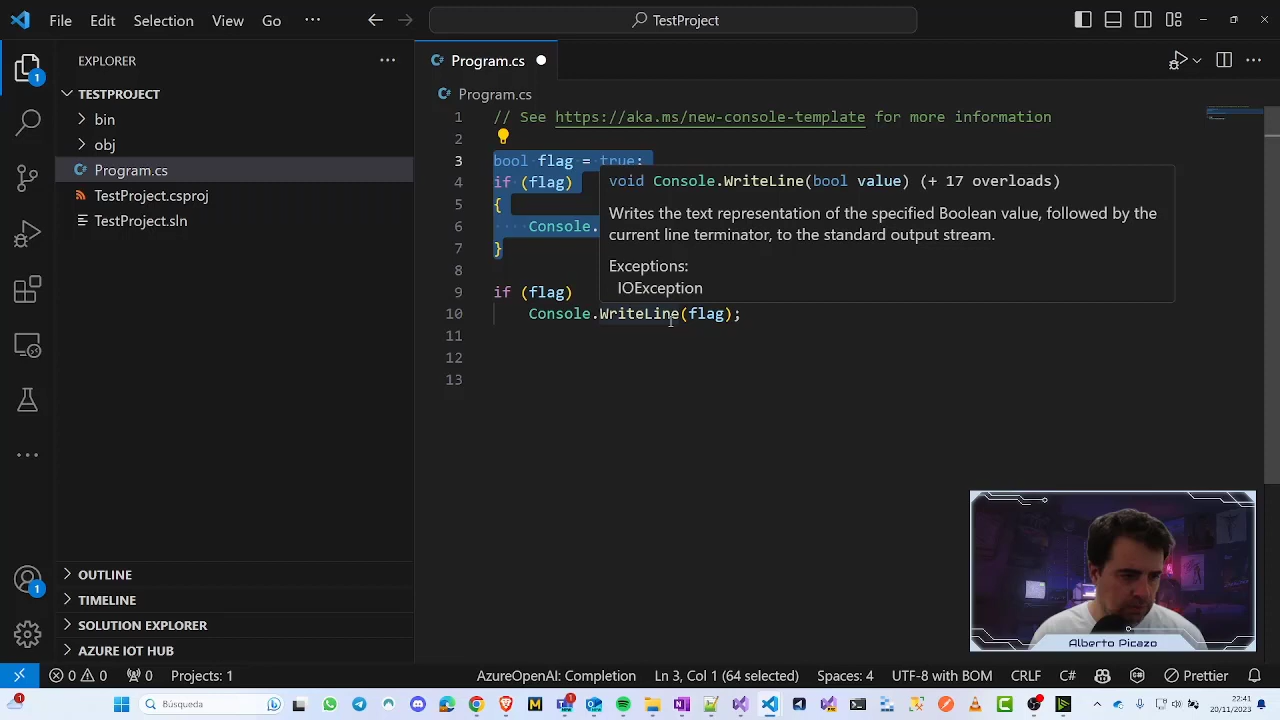 File Edit Selection View Go ··· TestProject
EXPLORER
TESTPROJECT
bin
obj
Program.cs
TestProject.csproj
TestProject.sln
OUTLINE
TIMELINE
SOLUTION EXPLORER
AZURE IOT HUB
1
1
Program.cs
Program.cs
1 // See https://aka.ms/new-console-template for more information
2
3 bool flag = true;
4 if (flag)
5 {
6 Console.
7 }
8
9 if (flag)
10 Console.WriteLine(flag);
11
12
13
void Console.WriteLine(bool value) (+ 17 overloads)
Writes the text representation of the specified Boolean value, followed by the
current line terminator, to the standard output stream.
Exceptions:
IOException
Alberto Picazo
0 0 0 Projects: 1 AzureOpenAI: Completion Ln 3, Col 1 (64 selected) Spaces: 4 UTF-8 with BOM CRLF C# Prettier
1 Búsqueda 1 22:41
20/11/2023